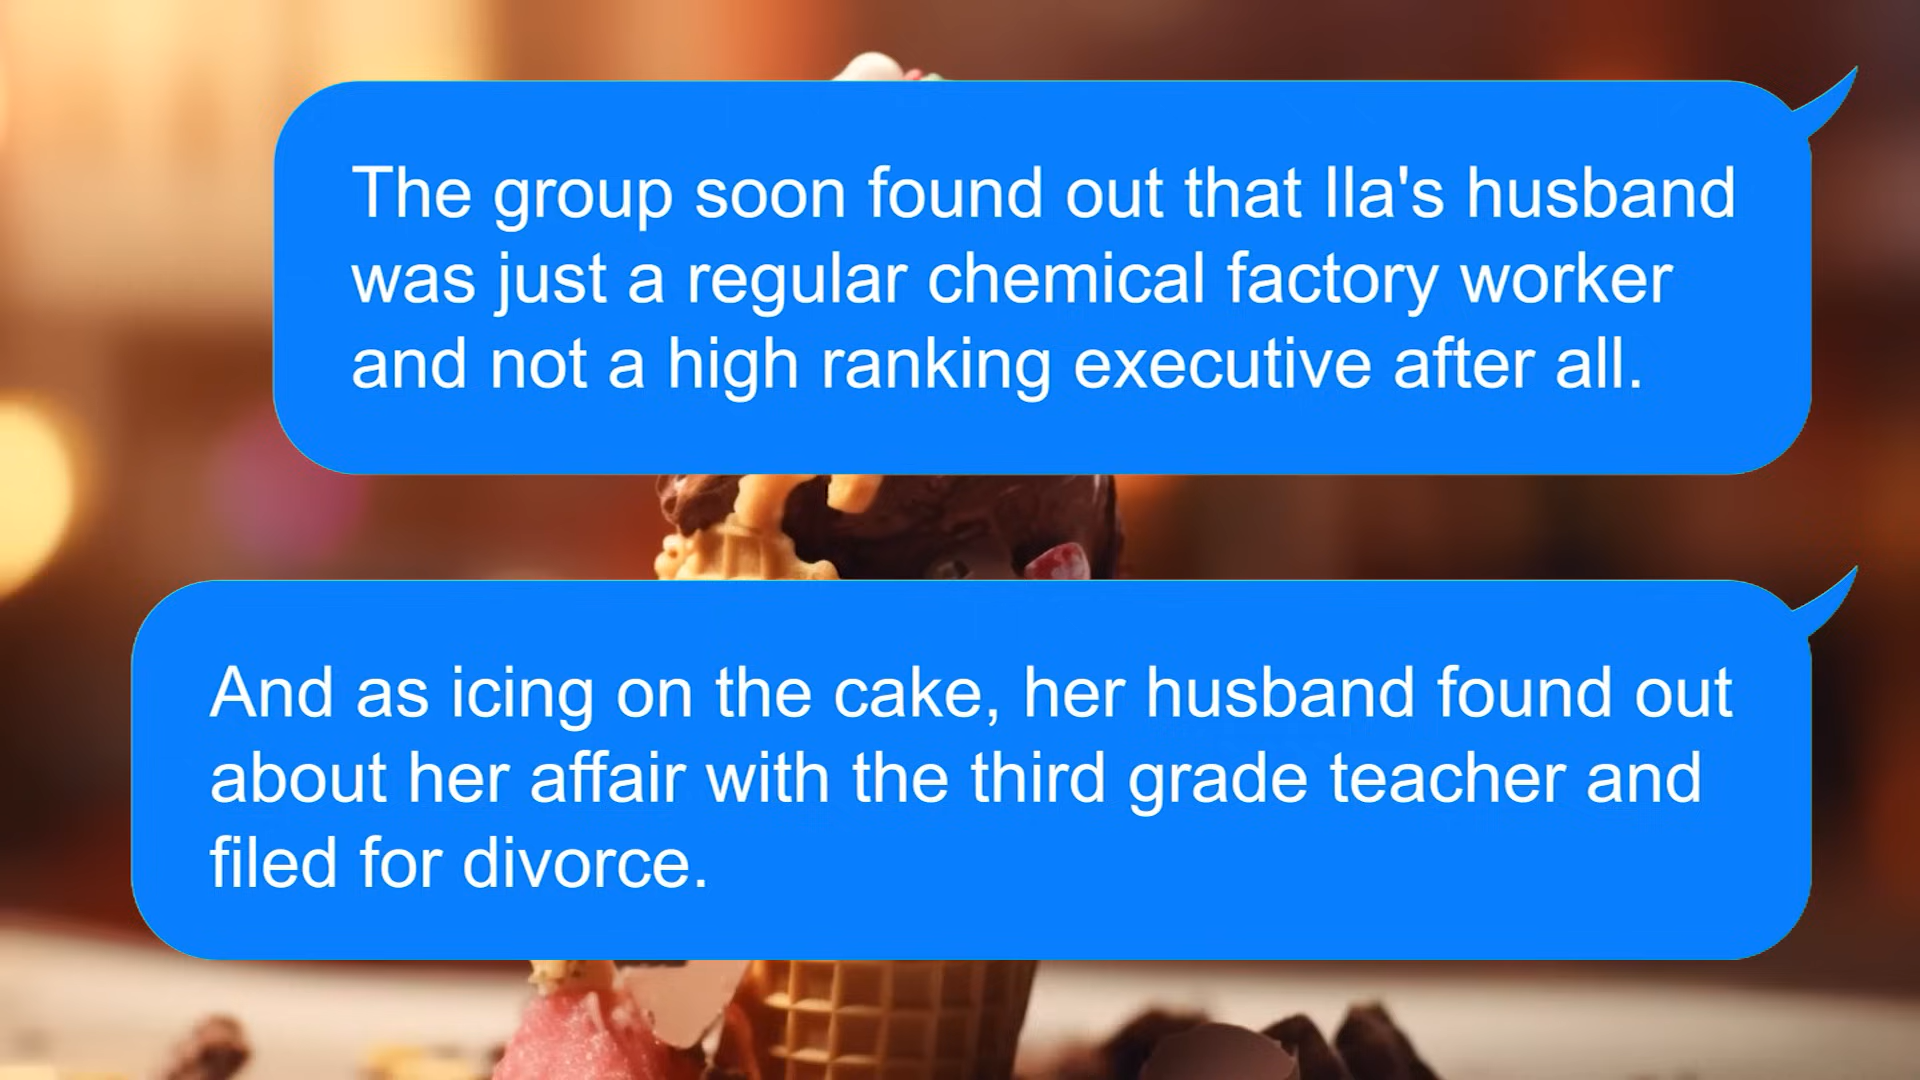 The group soon found out that Ila's husband
was just a regular chemical factory worker
and not a high ranking executive after all.
And as icing on the cake, her husband found out
about her affair with the third grade teacher and
filed for divorce.